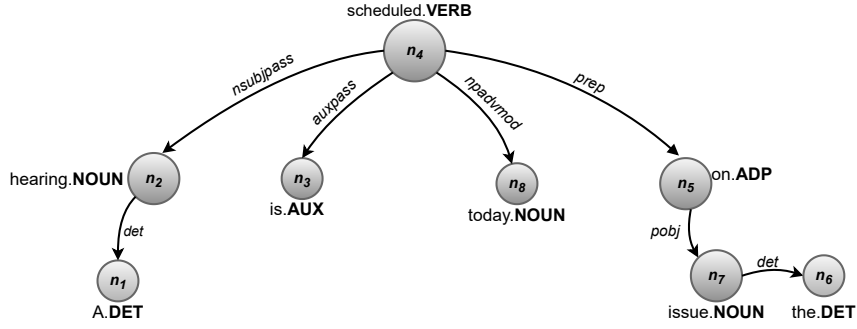 scheduled.VERB
n4
nsubjpass
auxpass
npadvmod
prep
hearing.NOUN
n2
n3
is.AUX
n8
today.NOUN
n5
on.ADP
det
pobj
n1
A.DET
n7
issue.NOUN
det
n6
the.DET